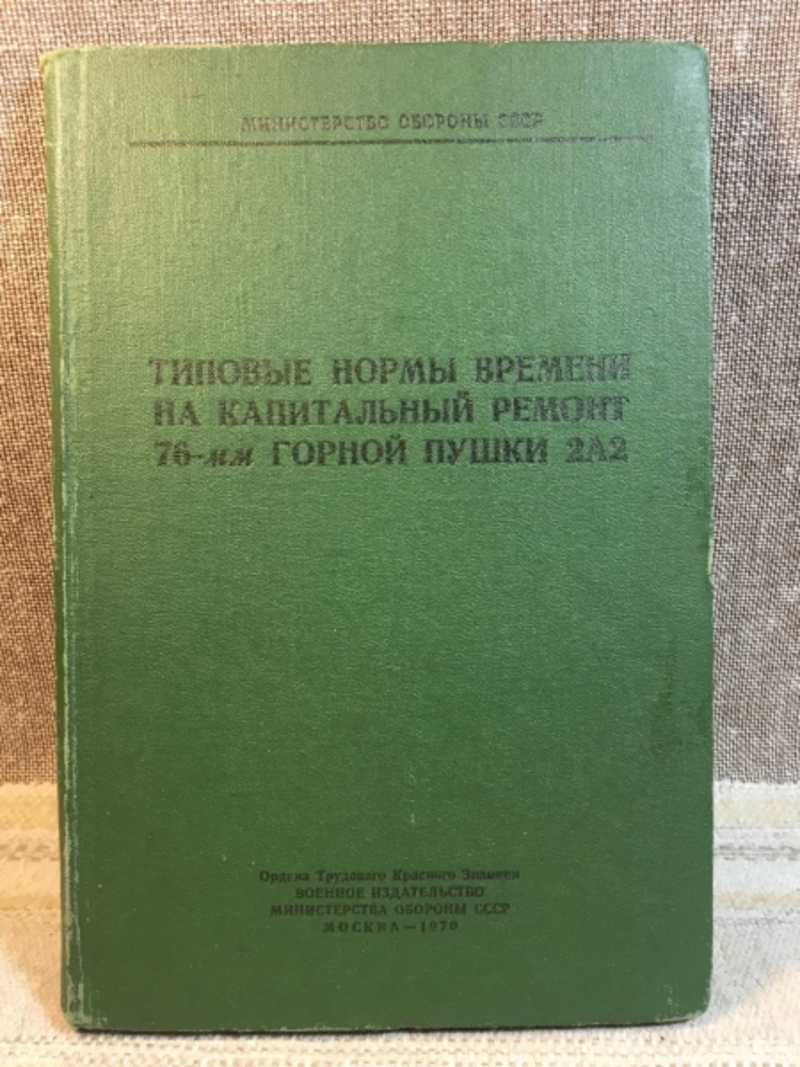 МИНИСТЕРСТВО ОБОРОНЫ СССР
ТИПОВЫЕ НОРМЫ ВРЕМЕНИ
НА КАПИТАЛЬНЫЙ РЕМОНТ
76-мм ГОРНОЙ ПУШКИ 2А2
Ордена Трудового Красного Знамени
ВОЕННОЕ ИЗДАТЕЛЬСТВО
МИНИСТЕРСТВА ОБОРОНЫ СССР
МОСКВА — 1970